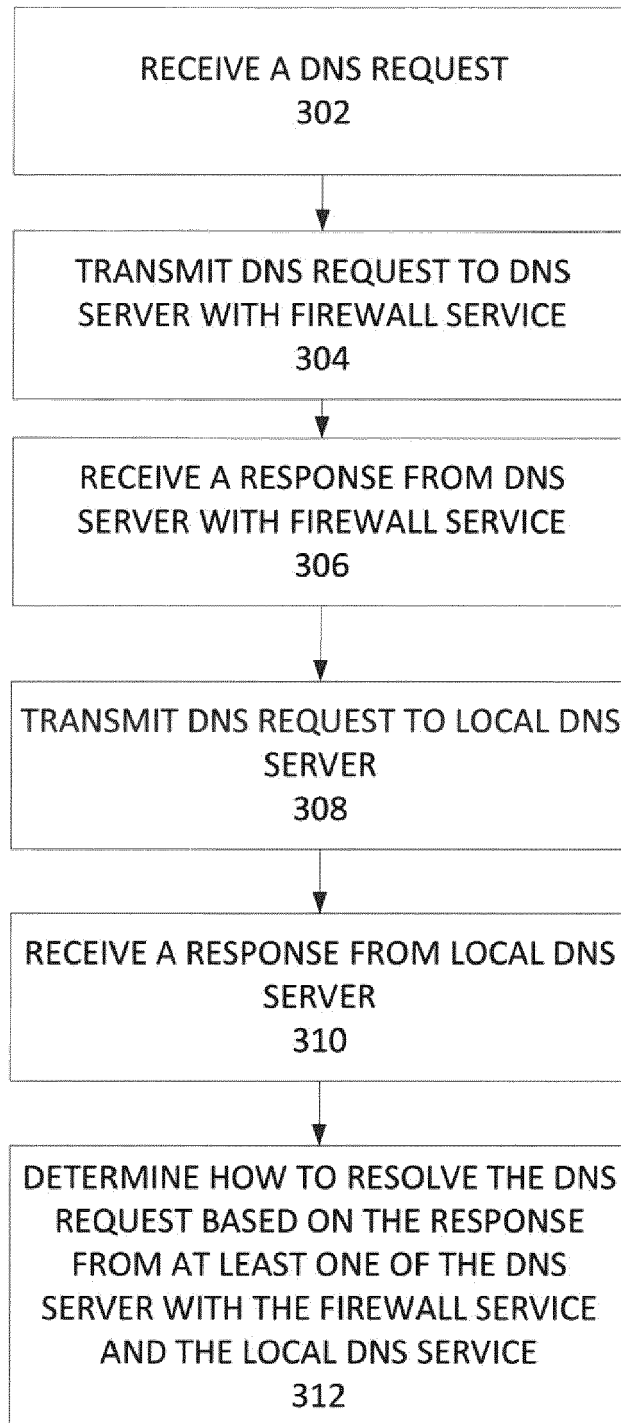 RECEIVE A DNS REQUEST
302
TRANSMIT DNS REQUEST TO DNS
SERVER WITH FIREWALL SERVICE
304
RECEIVE A RESPONSE FROM DNS
SERVER WITH FIREWALL SERVICE
306
TRANSMIT DNS REQUEST TO LOCAL DNS
SERVER
308
RECEIVE A RESPONSE FROM LOCAL DNS
SERVER
310
DETERMINE HOW TO RESOLVE THE DNS
REQUEST BASED ON THE RESPONSE
FROM AT LEAST ONE OF THE DNS
SERVER WITH THE FIREWALL SERVICE
AND THE LOCAL DNS SERVICE
312